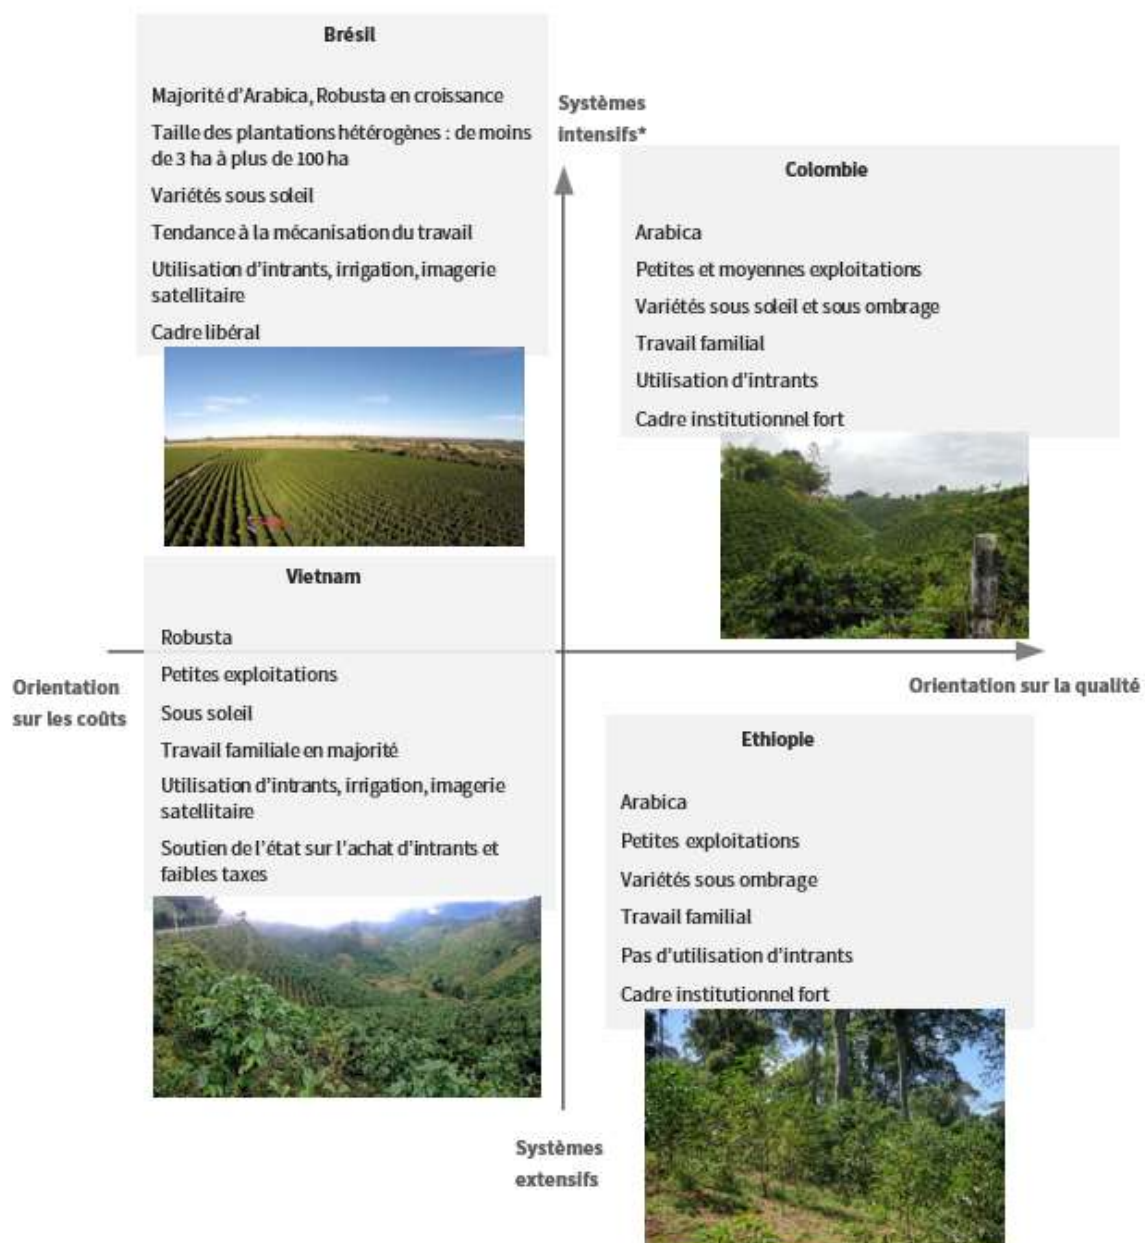 Brésil
Majorité d'Arabica, Robusta en croissance
Taille des plantations hétérogènes : de moins
de 3 ha à plus de 100 ha
Variétés sous soleil
Tendance à la mécanisation du travail
Utilisation d'intrants, irrigation, imagerie
satellitaire
Cadre libéral
Systèmes
intensifs*
Colombie
Arabica
Petites et moyennes exploitations
Variétés sous soleil et sous ombrage
Travail familial
Utilisation d'intrants
Cadre institutionnel fort
Vietnam
Robusta
Petites exploitations
Sous soleil
Travail familiale en majorité
Utilisation d'intrants, irrigation, imagerie
satellitaire
Soutien de l'état sur l'achat d'intrants et
faibles taxes
Orientation
sur les coûts
Orientation sur la qualité
Ethiopie
Arabica
Petites exploitations
Variétés sous ombrage
Travail familial
Pas d'utilisation d'intrants
Cadre institutionnel fort
Systèmes
extensifs